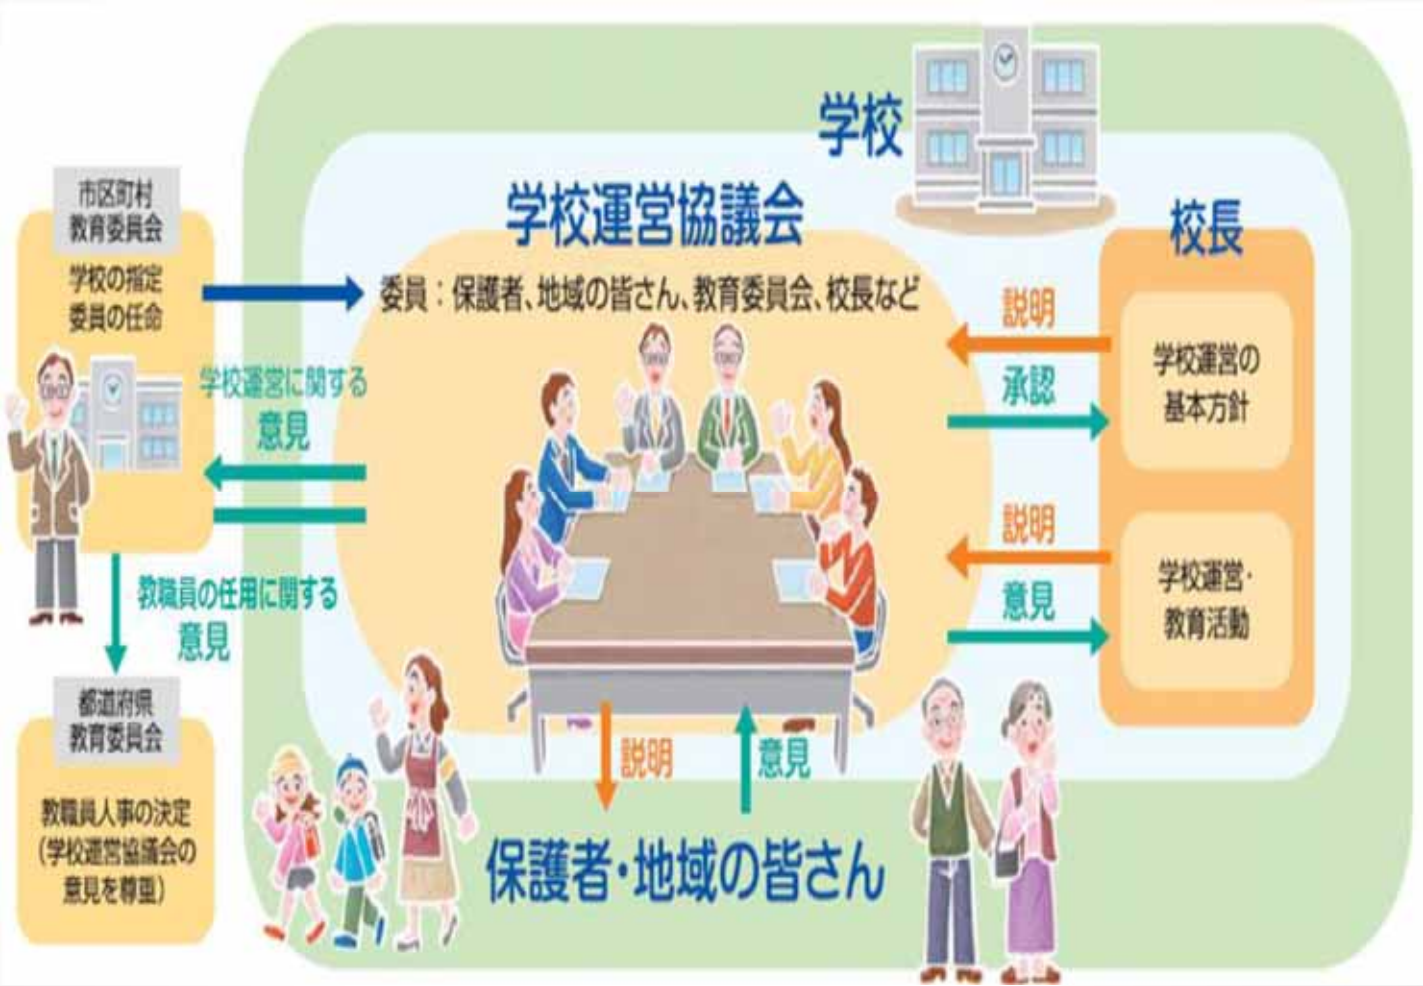 学校
市区町村
教育委員会
学校の指定
委員の任命
学校運営協議会
委員：保護者、地域の皆さん、教育委員会、校長など
校長
説明
承認
学校運営の
基本方針
学校運営に関する
意見
説明
意見
学校運営・
教育活動
教職員の任用に関する
意見
都道府県
教育委員会
教職員人事の決定
(学校運営協議会の
意見を尊重)
説明
意見
保護者・地域の皆さん